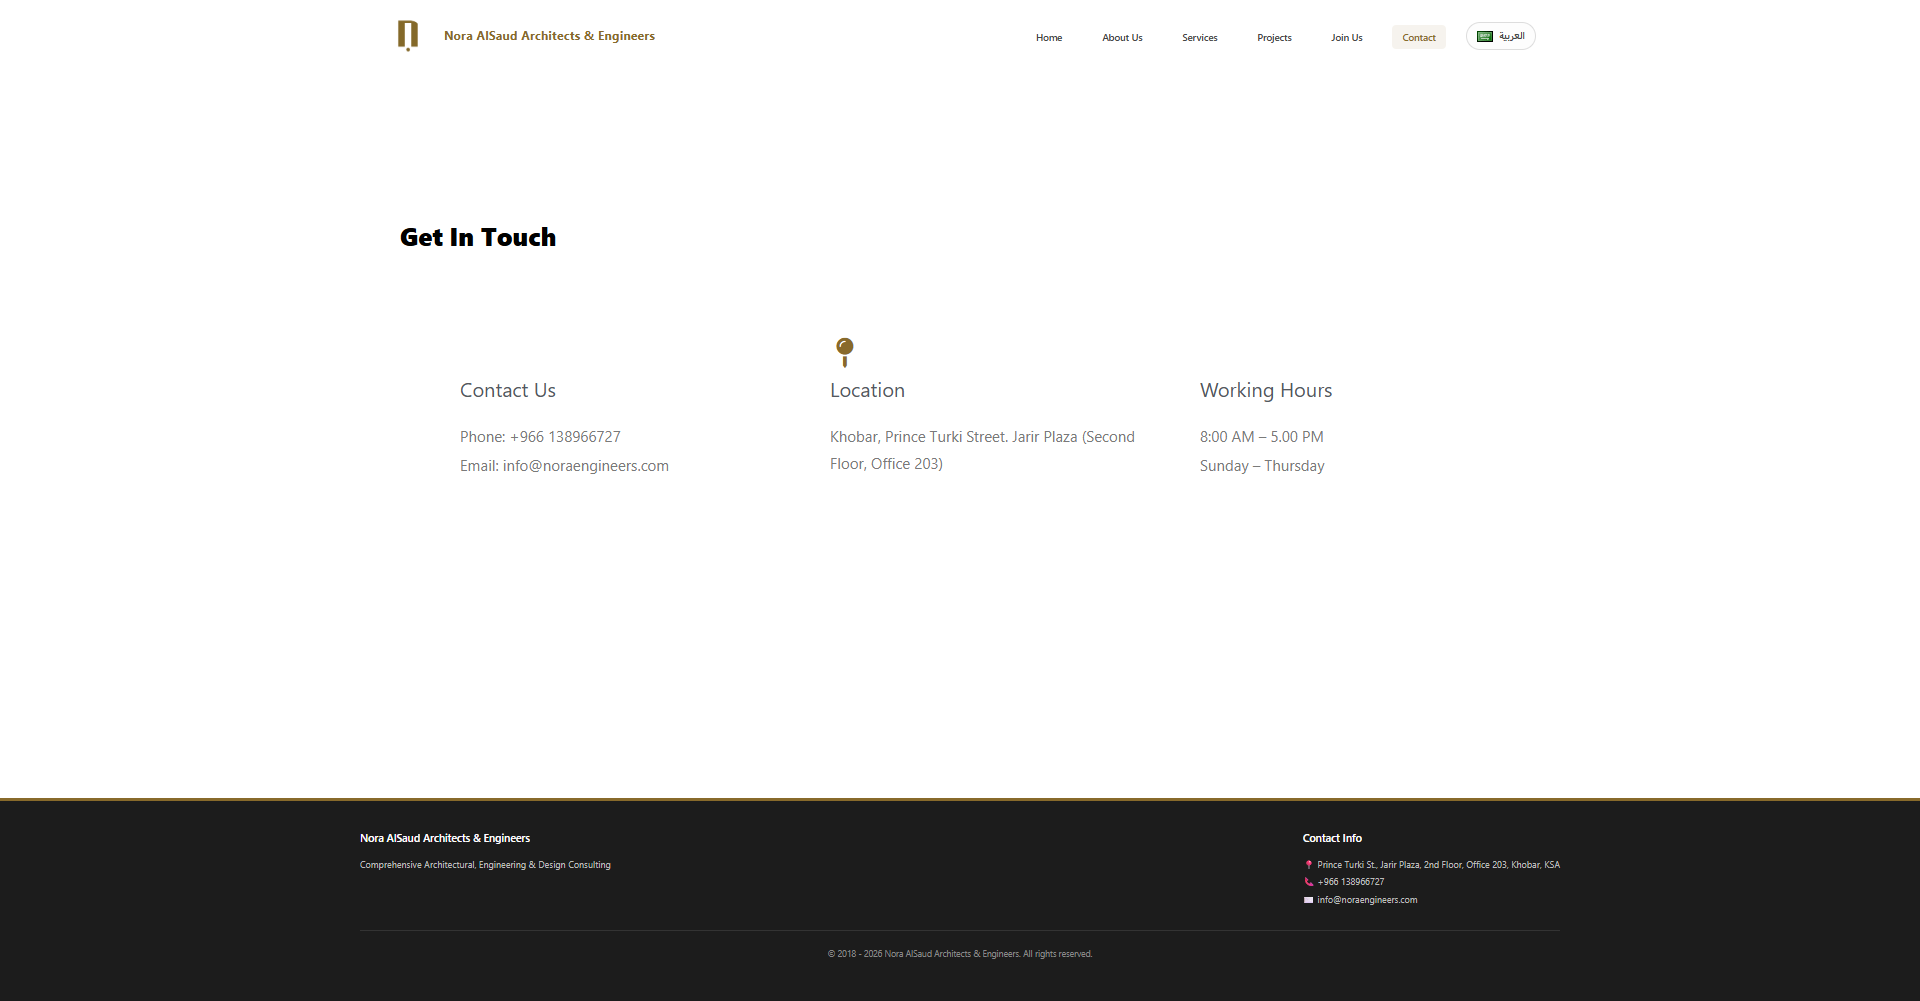 Nora AlSaud Architects & Engineers
Home
About Us
Services
Projects
Join Us
Contact
العربية
Get In Touch
Contact Us
Phone: +966 138966727
Email: info@noraengineers.com
Location
Khobar, Prince Turki Street. Jarir Plaza (Second
Floor, Office 203)
Working Hours
8:00 AM – 5.00 PM
Sunday – Thursday
Nora AlSaud Architects & Engineers
Comprehensive Architectural, Engineering & Design Consulting
Contact Info
Prince Turki St., Jarir Plaza, 2nd Floor, Office 203, Khobar, KSA
+966 138966727
info@noraengineers.com
© 2018 - 2026 Nora AlSaud Architects & Engineers. All rights reserved.